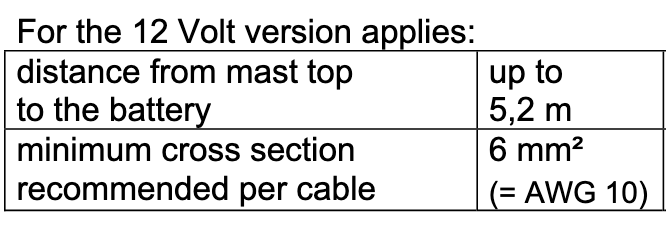 For the 12 Volt version applies:
distance from mast top
to the battery
up to
5,2 m
minimum cross section
recommended per cable
6 mm²
(= AWG 10)